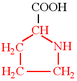 COOH
CH
H₂C NH
H₂C CH₂